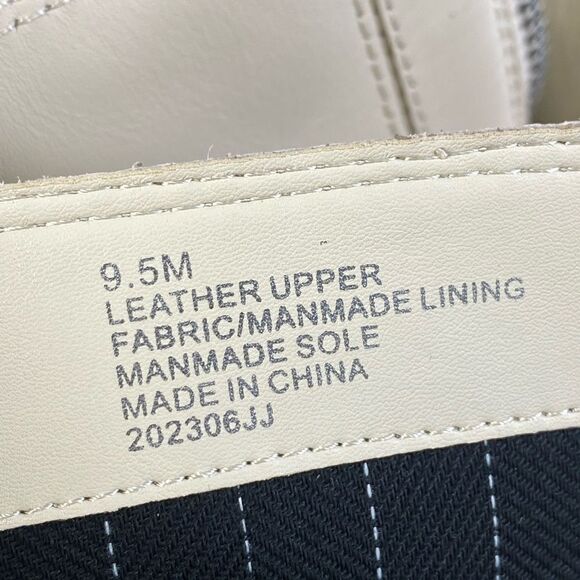 9.5M
LEATHER UPPER
FABRIC/MANMADE LINING
MANMADE SOLE
MADE IN CHINA
202306JJ